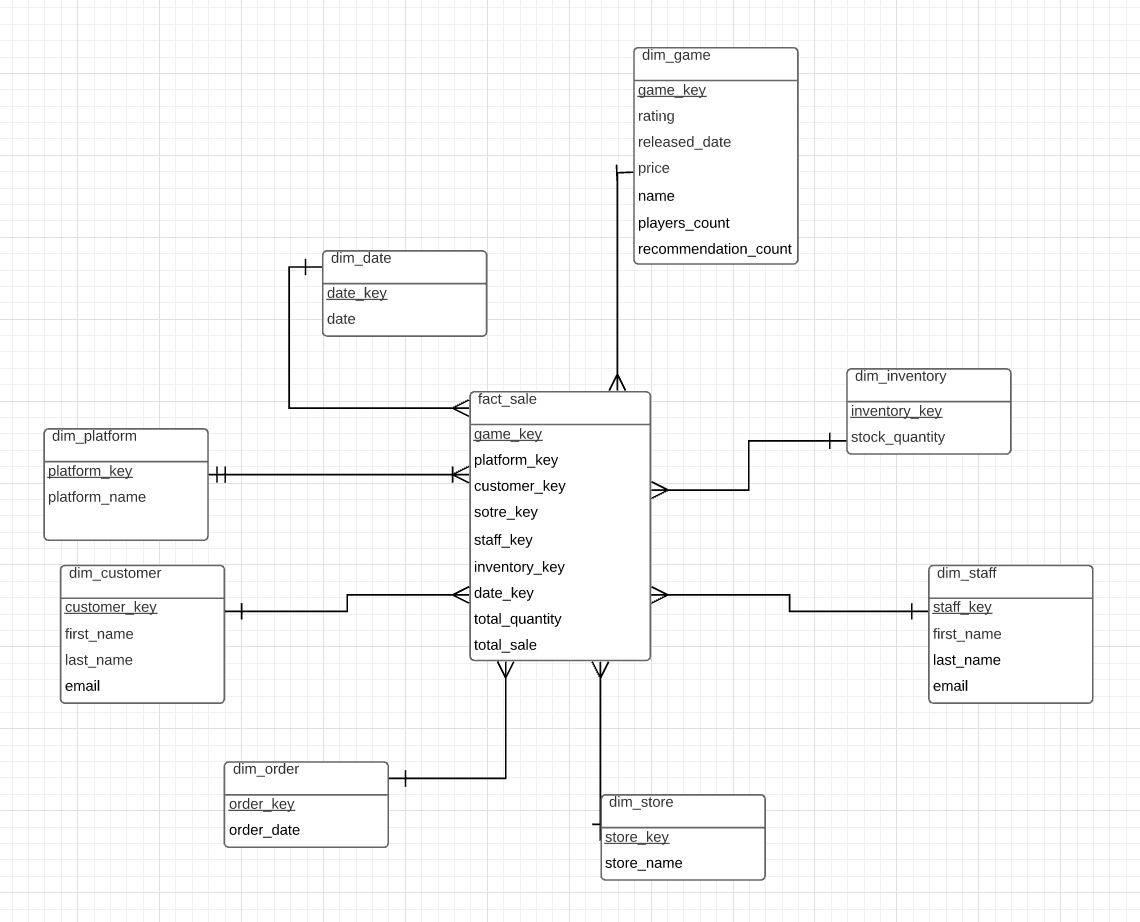 dim_game
game_key
rating
released_date
price
name
players_count
recommendation_count
dim_date
date_key
date
dim_inventory
inventory_key
stock_quantity
fact_sale
game_key
platform_key
customer_key
sotre_key
staff_key
inventory_key
date_key
total_quantity
total_sale
dim_platform
platform_key
platform_name
dim_customer
customer_key
first_name
last_name
email
dim_staff
staff_key
first_name
last_name
email
dim_order
order_key
order_date
dim_store
store_key
store_name